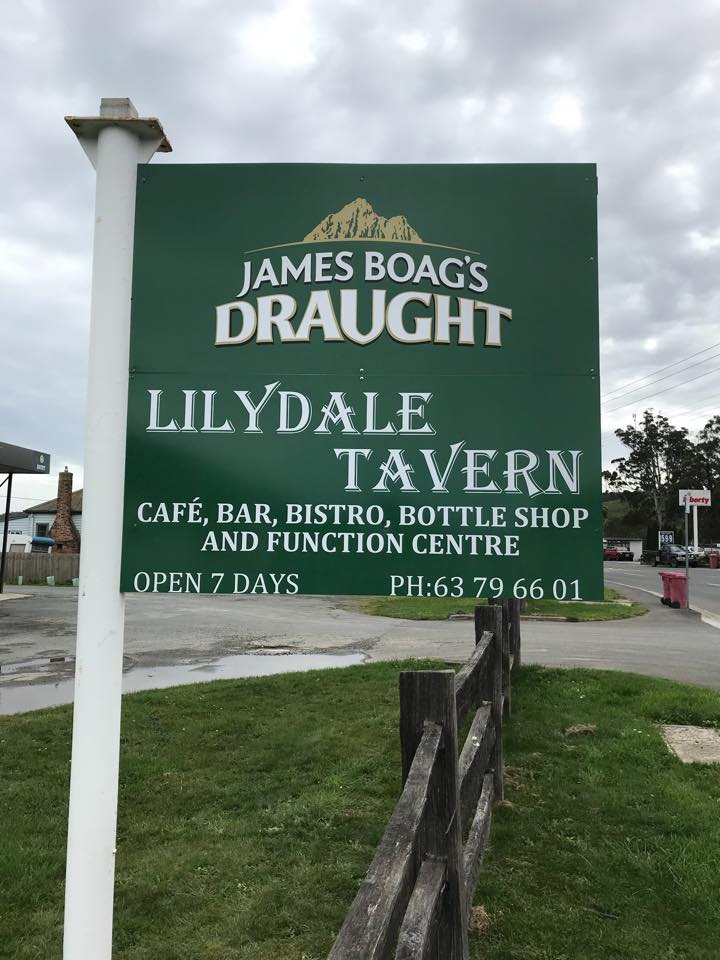 JAMES BOAG'S
DRAUGHT
LILYDALE
TAVERN
CAFÉ, BAR, BISTRO, BOTTLE SHOP
AND FUNCTION CENTRE
OPEN 7 DAYS PH:63 79 66 01